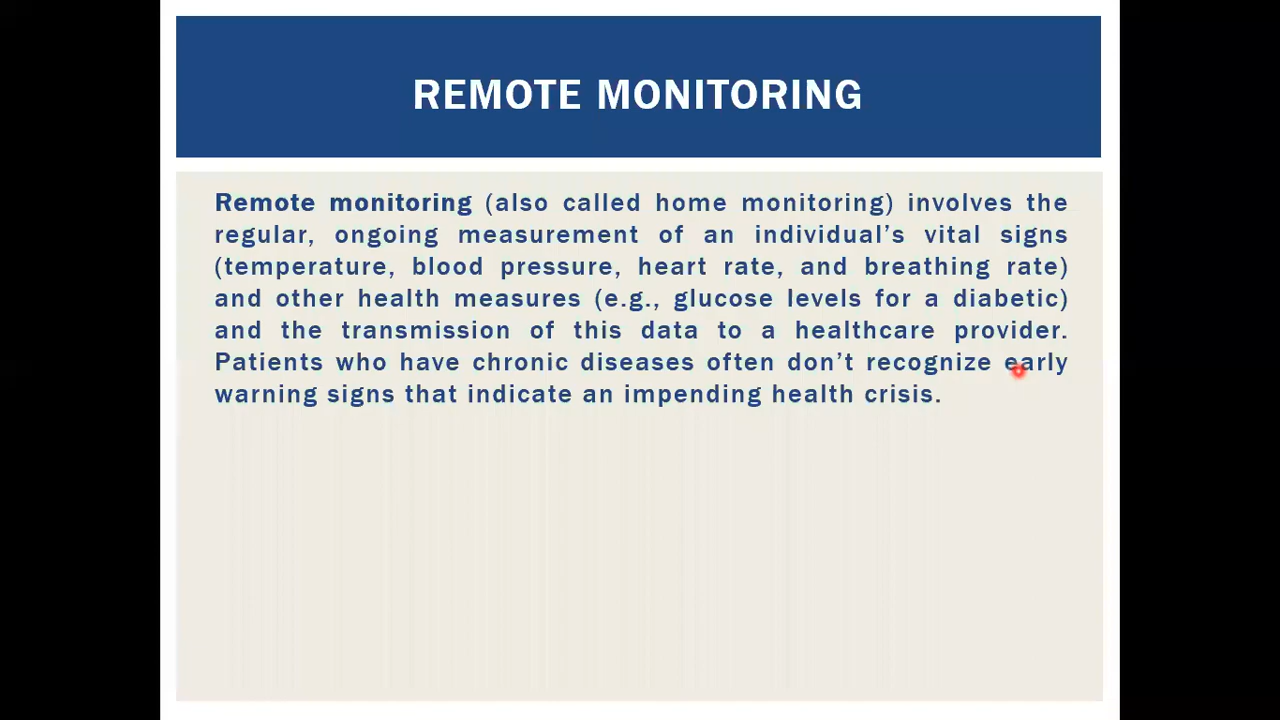 REMOTE MONITORING
Remote monitoring (also called home monitoring) involves the
regular, ongoing measurement of an individual’s vital signs
(temperature, blood pressure, heart rate, and breathing rate)
and other health measures (e.g., glucose levels for a diabetic)
and the transmission of this data to a healthcare provider.
Patients who have chronic diseases often don’t recognize early
warning signs that indicate an impending health crisis.